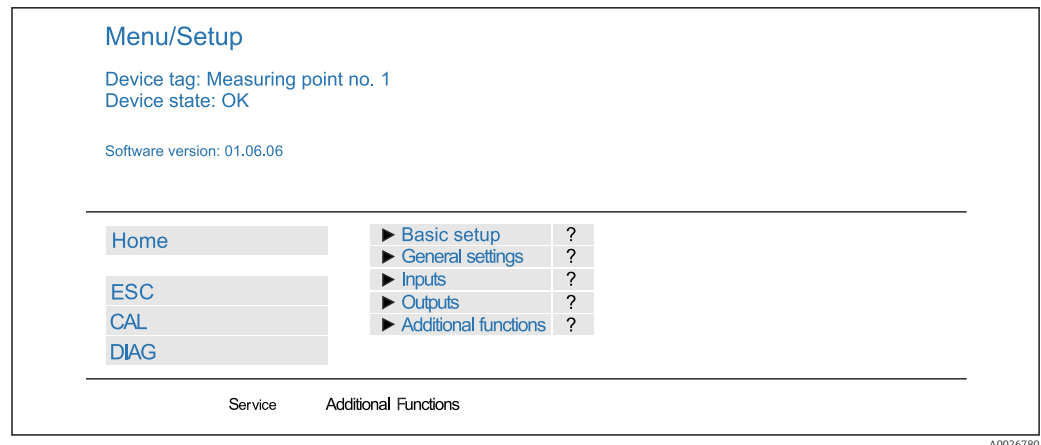 Menu/Setup
Device tag: Measuring point no. 1
Device state: OK
Software version: 01.06.06
Home
ESC
CAL
DIAG
► Basic setup ?
► General settings ?
► Inputs ?
► Outputs ?
► Additional functions ?
Service Additional Functions
A0026780